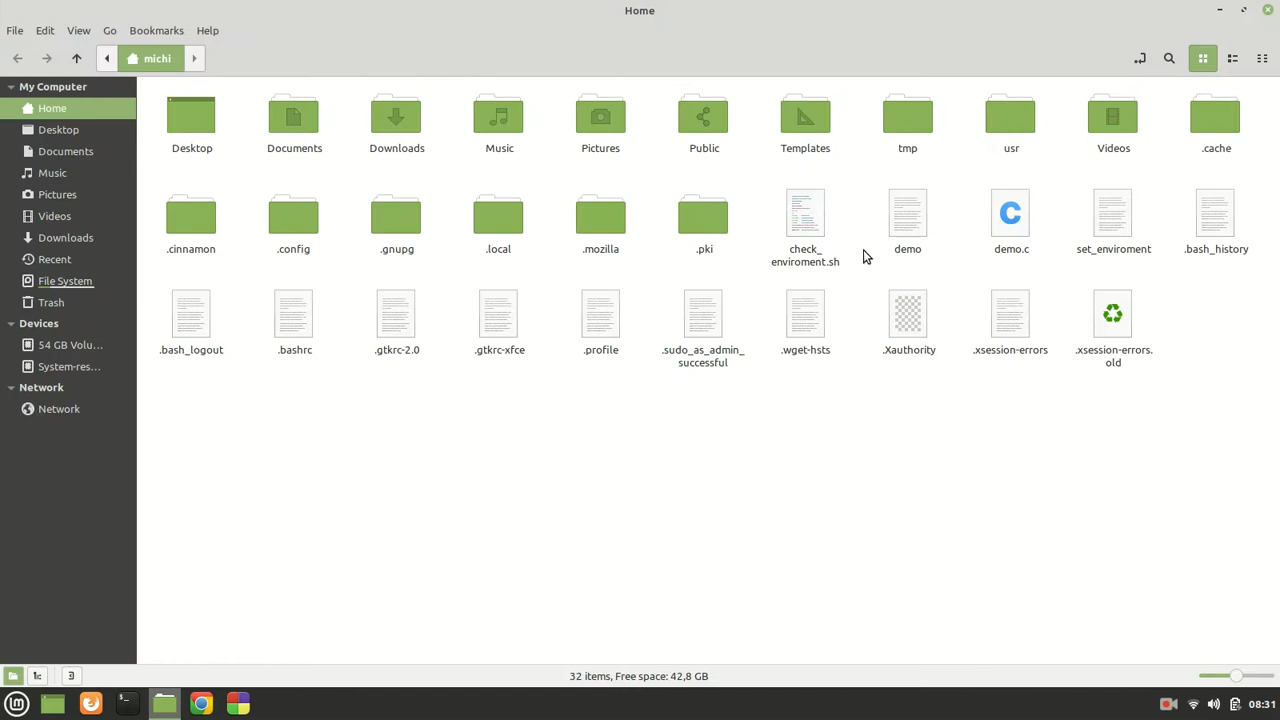 Home
File Edit View Go Bookmarks Help
michi
My Computer
Home
Desktop
Documents
Music
Pictures
Videos
Downloads
Recent
File System
Trash
Devices
54 GB Volu...
System-res...
Network
Network
Desktop Documents Downloads Music Pictures Public Templates tmp usr Videos .cache
.cinnamon .config .gnupg .local .mozilla .pki check_ demo demo.c set_enviroment .bash_history
enviroment.sh
C
.bash_logout .bashrc .gtkrc-2.0 .gtkrc-xfce .profile .sudo_as_admin_ .wget-hsts .Xauthority .xsession-errors .xsession-errors.
successful old
32 items, Free space: 42,8 GB
08:31